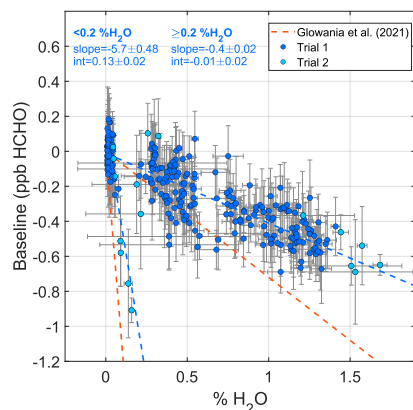 <0.2 %H2O
slope=-5.7±0.48
int=0.13±0.02
≥0.2 %H2O
slope=-0.4±0.02
int=-0.01±0.02
Glowania et al. (2021)
Trial 1
Trial 2
0.6
0.4
0.2
0
-0.2
-0.4
-0.6
-0.8
-1
-1.2
Baseline (ppb HCHO)
0
0.5
1
1.5
% H2O